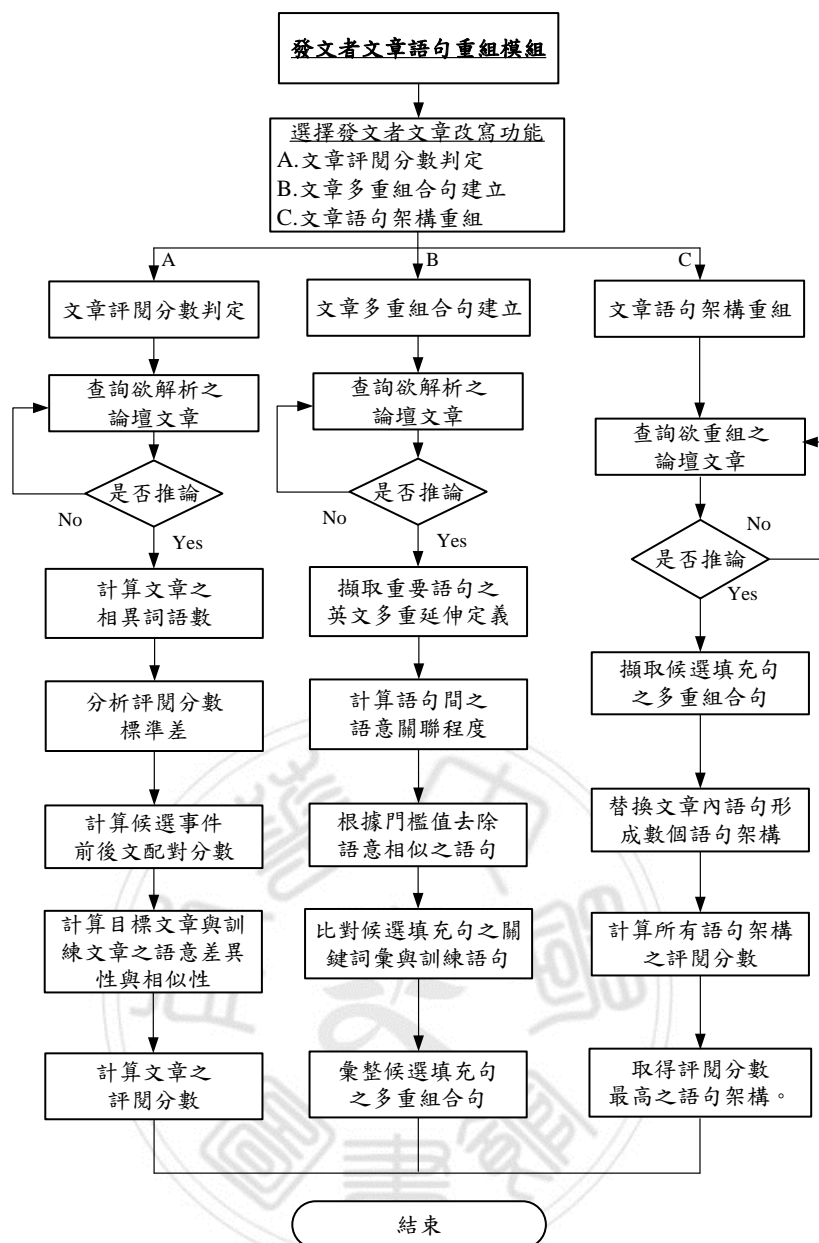 發文者文章語句重組模組
選擇發文者文章改寫功能
A.文章評閱分數判定
B.文章多重組合句建立
C.文章語句架構重組
A
文章評閱分數判定
查詢欲解析之
論壇文章
是否推論
No
Yes
計算文章之
相異詞語數
分析評閱分數
標準差
計算候選事件
前後文配對分數
計算目標文章與訓
練文章之語意差異
性與相似性
計算文章之
評閱分數
B
文章多重組合句建立
查詢欲解析之
論壇文章
是否推論
No
Yes
擷取重要語句之
英文多重延伸定義
計算語句間之
語意關聯程度
根據門檻值去除
語意相似之語句
比對候選填充句之關
鍵詞彙與訓練語句
彙整候選填充句
之多重組合句
C
文章語句架構重組
查詢欲重組之
論壇文章
是否推論
No
Yes
擷取候選填充句
之多重組合句
替換文章內語句形
成數個語句架構
計算所有語句架構
之評閱分數
取得評閱分數
最高之語句架構。
結束